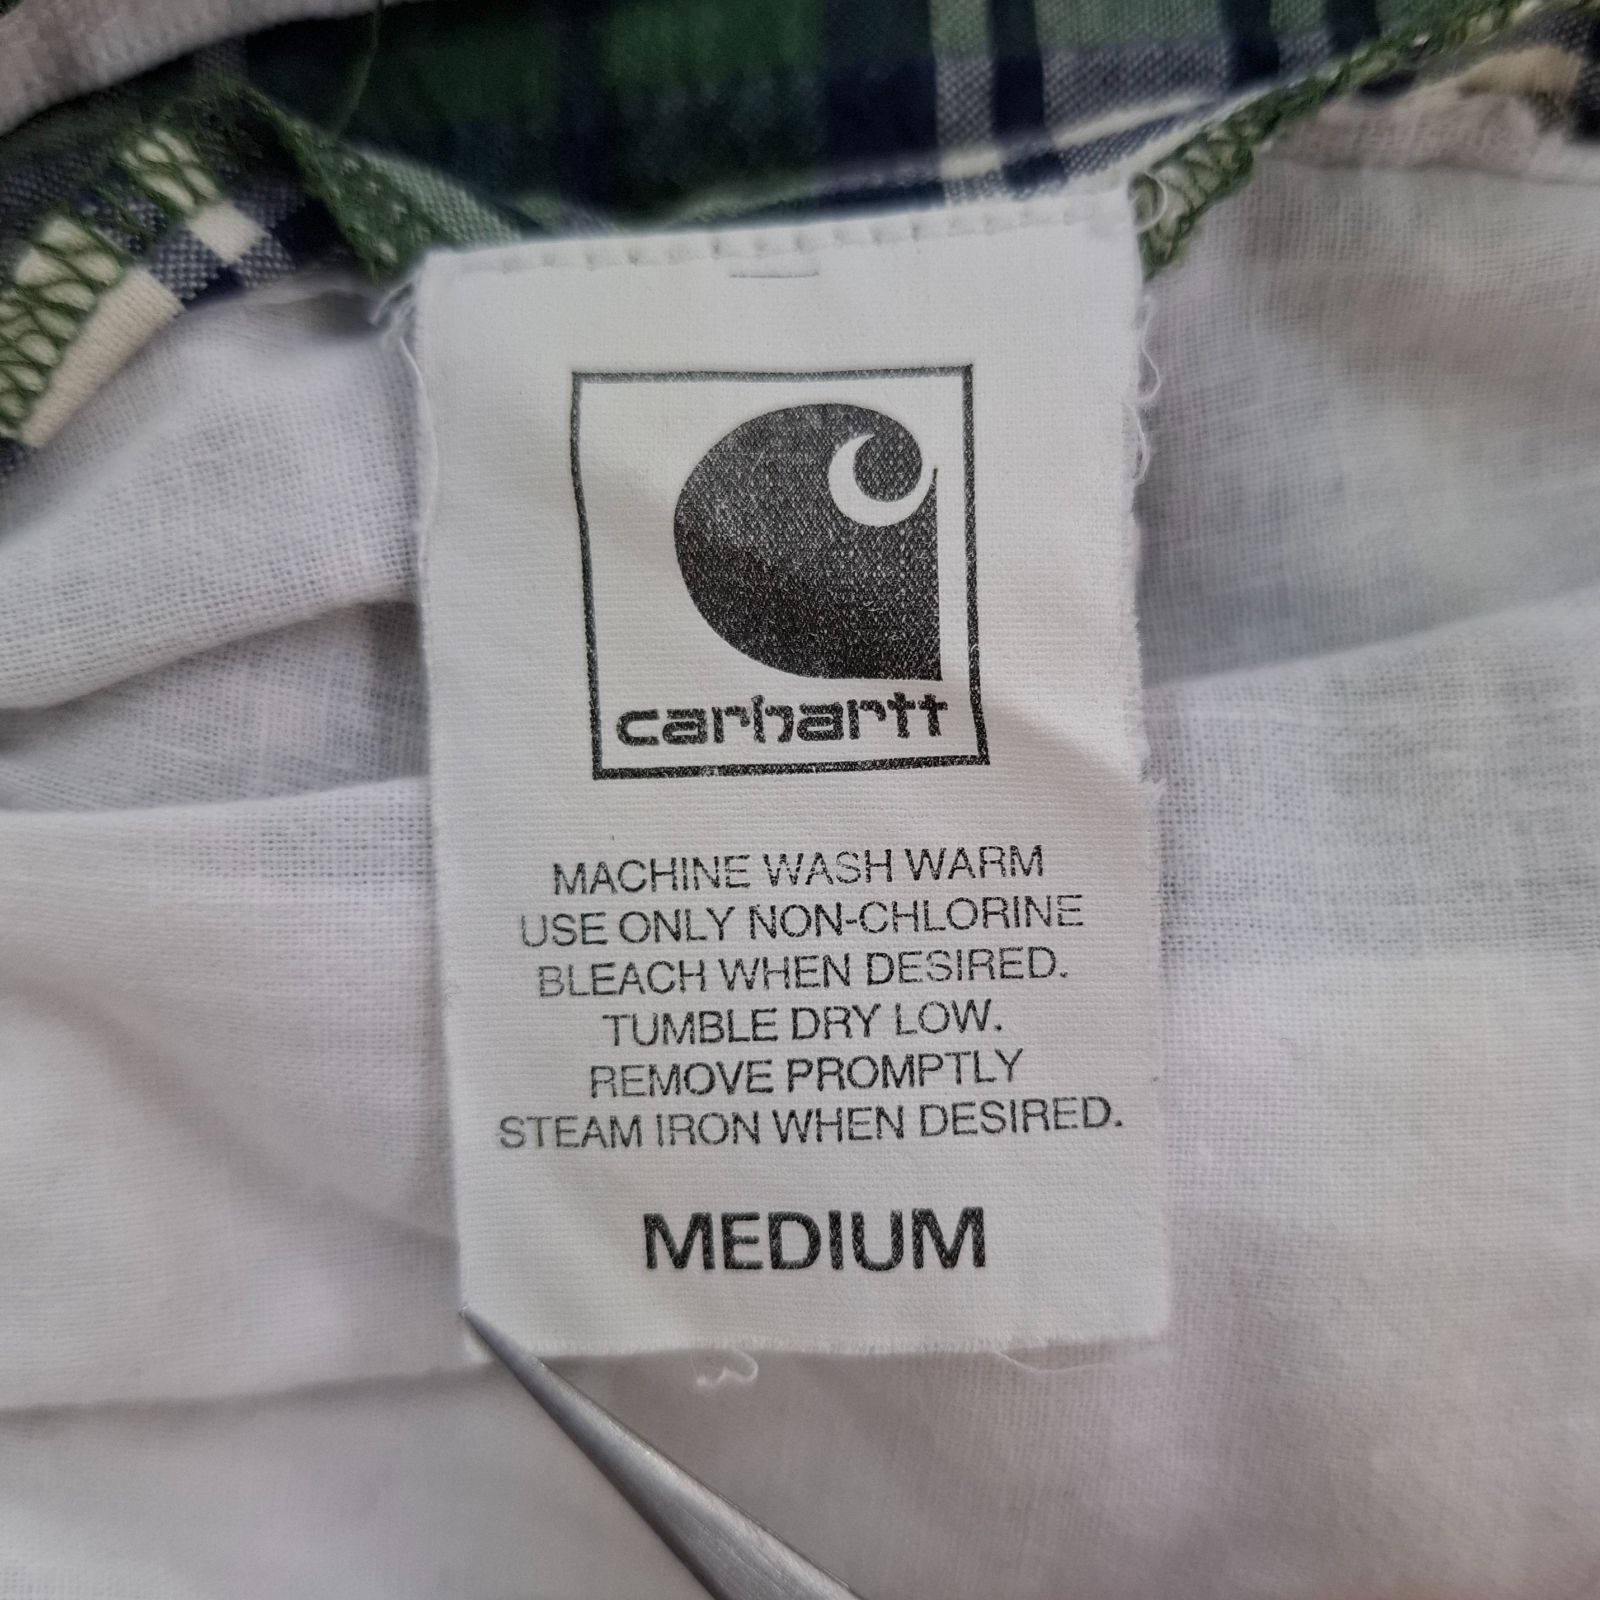 carhartt
MACHINE WASH WARM
USE ONLY NON-CHLORINE
BLEACH WHEN DESIRED.
TUMBLE DRY LOW.
REMOVE PROMPTLY
STEAM IRON WHEN DESIRED.
MEDIUM